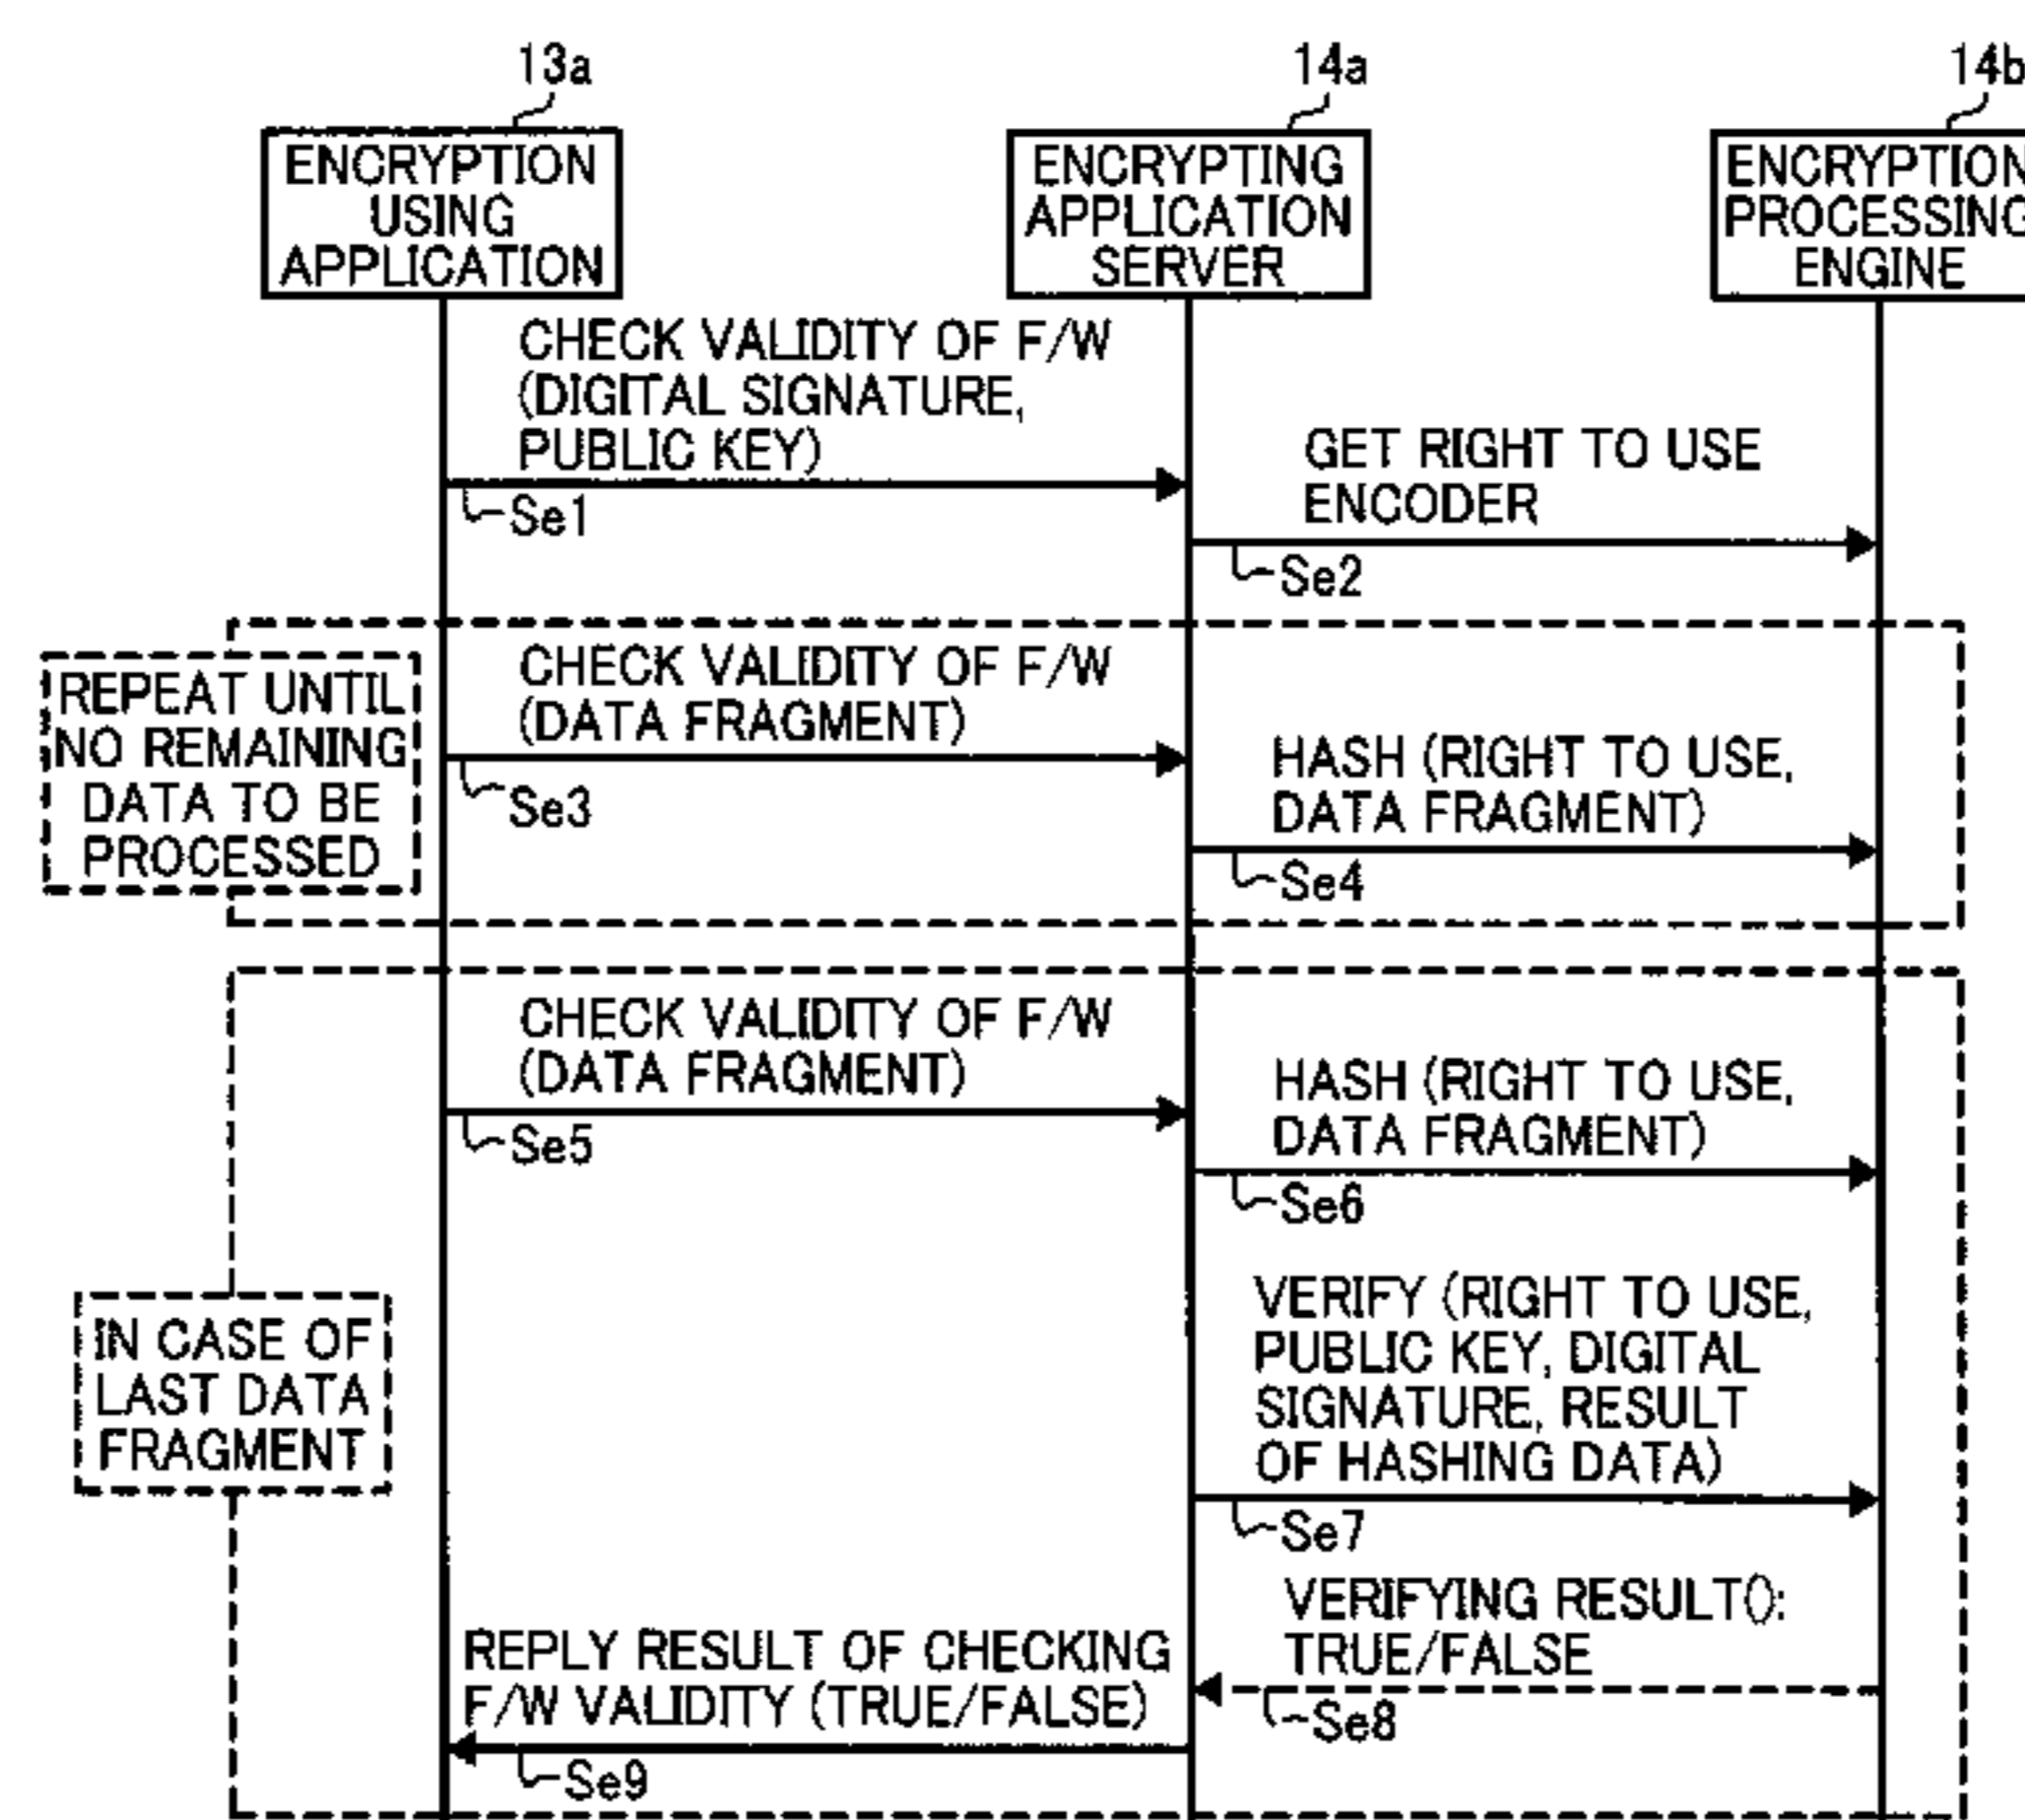 13a
14a
14b
ENCRYPTION
USING
APPLICATION
ENCRYPTING
APPLICATION
SERVER
ENCRYPTION
PROCESSING
ENGINE
CHECK VALIDITY OF F/W
(DIGITAL SIGNATURE,
PUBLIC KEY)
Se1
GET RIGHT TO USE
ENCODER
Se2
REPEAT UNTIL
NO REMAINING
DATA TO BE
PROCESSED
CHECK VALIDITY OF F/W
(DATA FRAGMENT)
Se3
HASH (RIGHT TO USE,
DATA FRAGMENT)
Se4
CHECK VALIDITY OF F/W
(DATA FRAGMENT)
Se5
HASH (RIGHT TO USE,
DATA FRAGMENT)
Se6
IN CASE OF
LAST DATA
FRAGMENT
VERIFY (RIGHT TO USE,
PUBLIC KEY, DIGITAL
SIGNATURE, RESULT
OF HASHING DATA)
Se7
VERIFYING RESULT():
TRUE/FALSE
Se8
REPLY RESULT OF CHECKING
F/W VALIDITY (TRUE/FALSE)
Se9